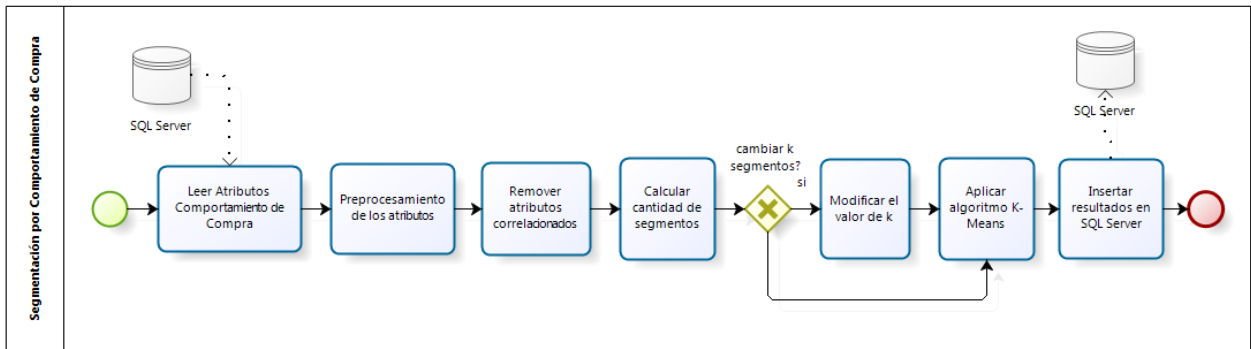 Segmentación por Comportamiento de Compra
SQL Server
Leer Atributos
Comportamiento de
Compra
Preprocesamiento
de los atributos
Remover
atributos
correlacionados
Calcular
cantidad de
segmentos
cambiar k
segmentos?
si
Modificar el
valor de k
Aplicar
algoritmo K-
Means
SQL Server
Insertar
resultados en
SQL Server